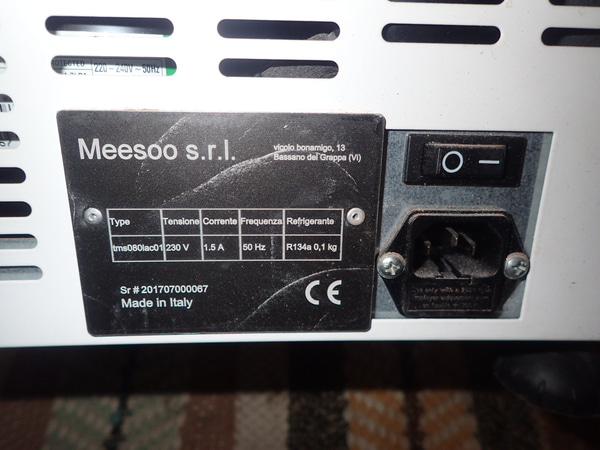 220-240V~50Hz
Meesoo s.r.l.
vicolo bonamigo, 13
Bassano del Grappa (VI)
Type Tensione Corrente Frequenza Refrigerante
tms080lac01 230 V 1.5 A 50 Hz R134a 0,1 kg
Sr # 201707000067
Made in Italy
CE
O –